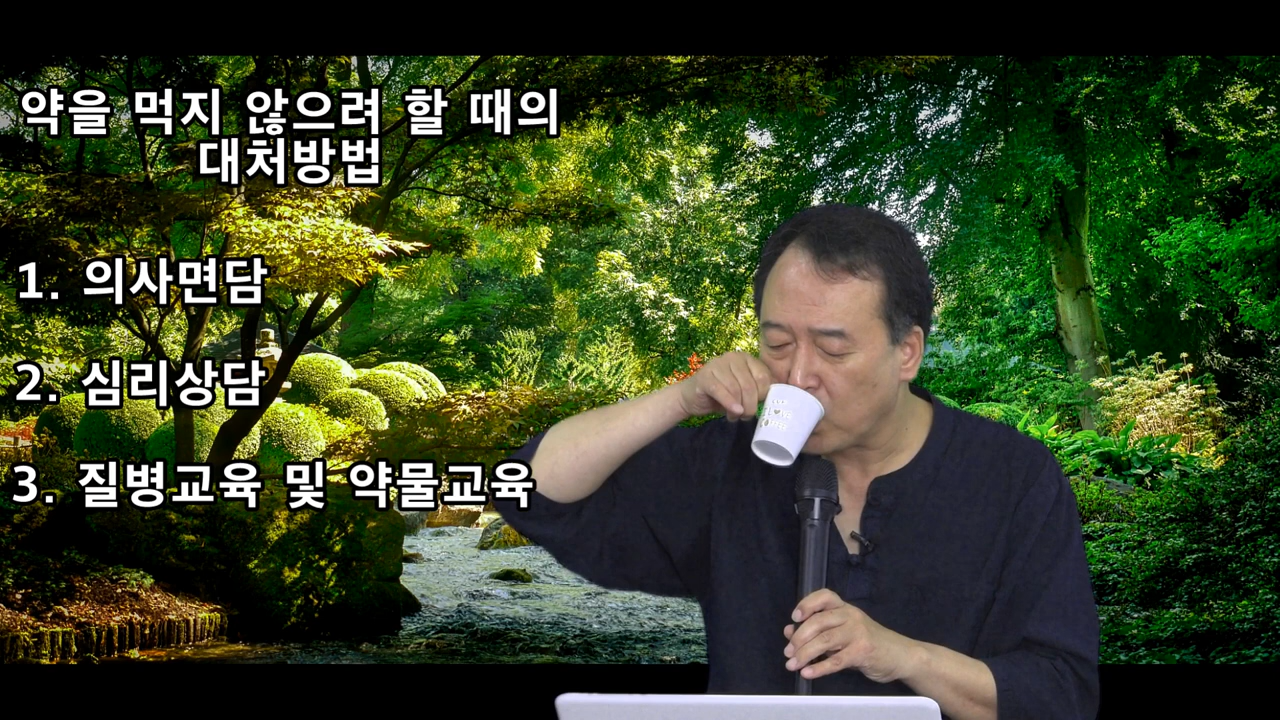 약을 먹지 않으려 할 때의
대처방법
1. 의사면담
2. 심리상담
3. 질병교육 및 약물교육